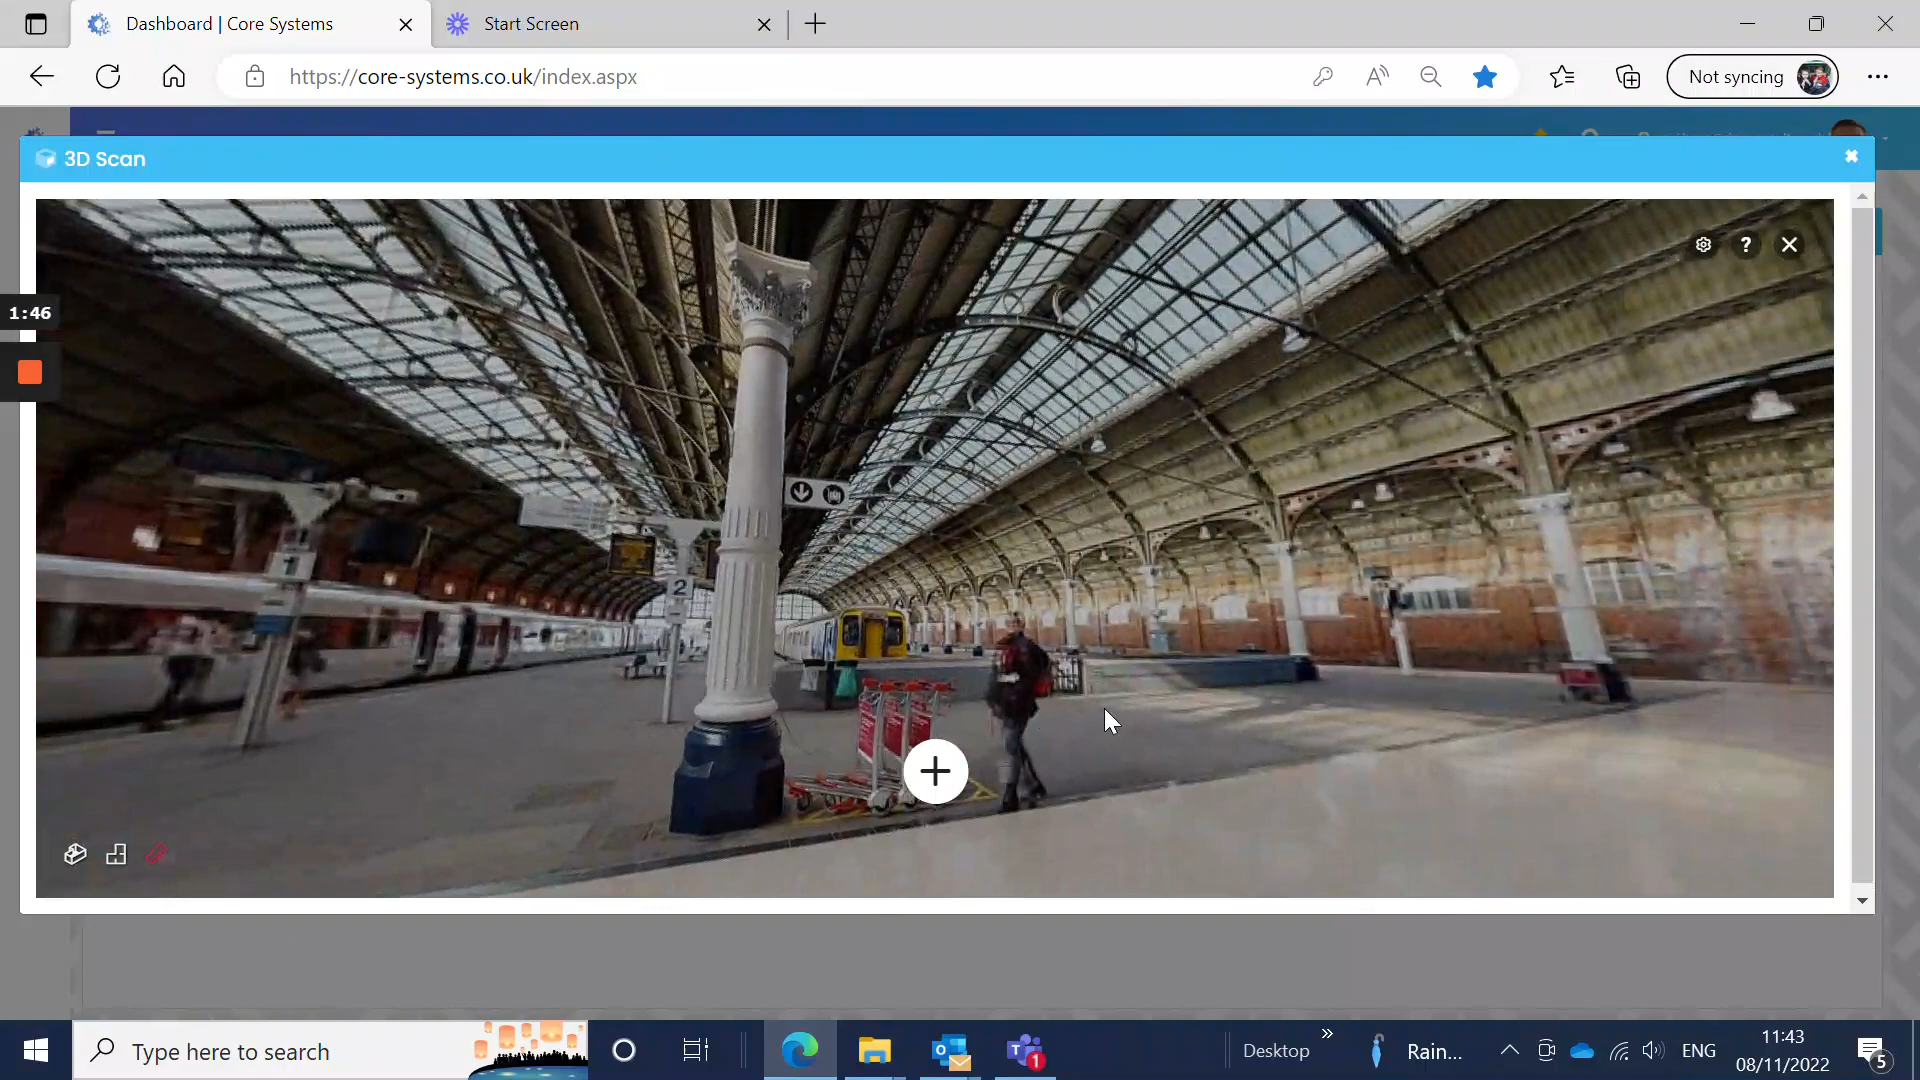 Dashboard | Core Systems
Start Screen
https://core-systems.co.uk/index.aspx
Not syncing
3D Scan
1:46
?
1
2
Type here to search
T
1
Desktop
Rain...
ENG
11:43
08/11/2022
5